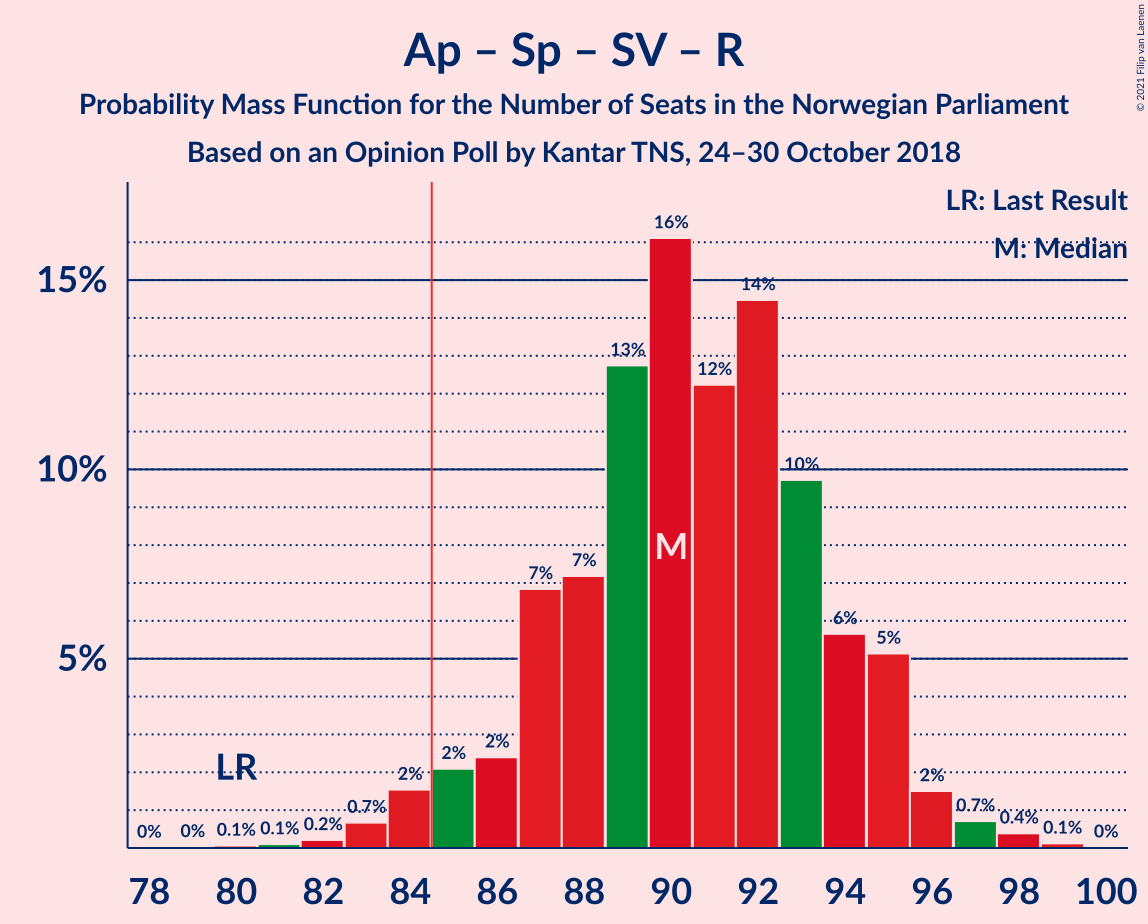 Ap – Sp – SV – R
Probability Mass Function for the Number of Seats in the Norwegian Parliament
Based on an Opinion Poll by Kantar TNS, 24–30 October 2018
© 2021 Filip van Laenen
LR: Last Result
M: Median
15%
10%
5%
0%
0%
0.1%
0.1%
0.2%
0.7%
2%
2%
2%
7%
7%
13%
16%
12%
14%
10%
6%
5%
2%
0.7%
0.4%
0.1%
0%
LR
M
78 80 82 84 86 88 90 92 94 96 98 100